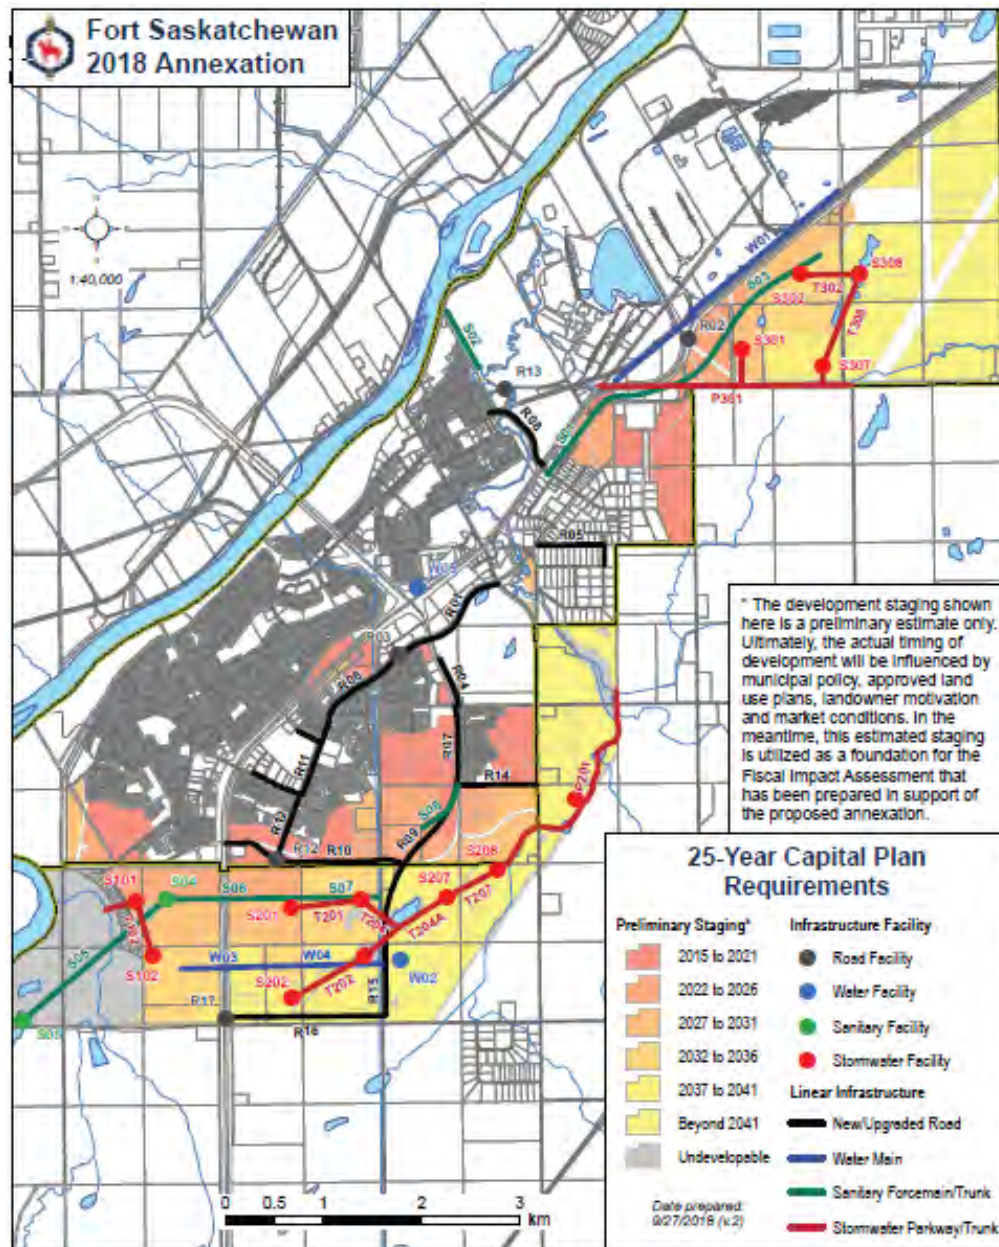 Fort Saskatchewan
2018 Annexation
N
1:40,000
W01
S308
S03
S302
T302
R02
T308
S301
S02
S307
R13
P301
R08
S01
R05
W05
R01
R03
R06
R04
R07
R11
R14
P201
S08
R12
R09
R12
R10
S208
S101
S04
S06
S07
S207
T207
S201
T201
T204A
S05
S102
W03
W04
W02
S202
T202
R15
R17
R16
0 0.5 1 2 3
km
* The development staging shown
here is a preliminary estimate only.
Ultimately, the actual timing of
development will be influenced by
municipal policy, approved land
use plans, landowner motivation
and market conditions. In the
meantime, this estimated staging
is utilized as a foundation for the
Fiscal Impact Assessment that
has been prepared in support of
the proposed annexation.
25-Year Capital Plan
Requirements
Preliminary Staging*
2015 to 2021
2022 to 2026
2027 to 2031
2032 to 2036
2037 to 2041
Beyond 2041
Undevelopable
Date prepared:
9/27/2018 (v.2)
Infrastructure Facility
Road Facility
Water Facility
Sanitary Facility
Stormwater Facility
Linear Infrastructure
New/Upgraded Road
Water Main
Sanitary Forcemain/Trunk
Stormwater Parkway/Trunk